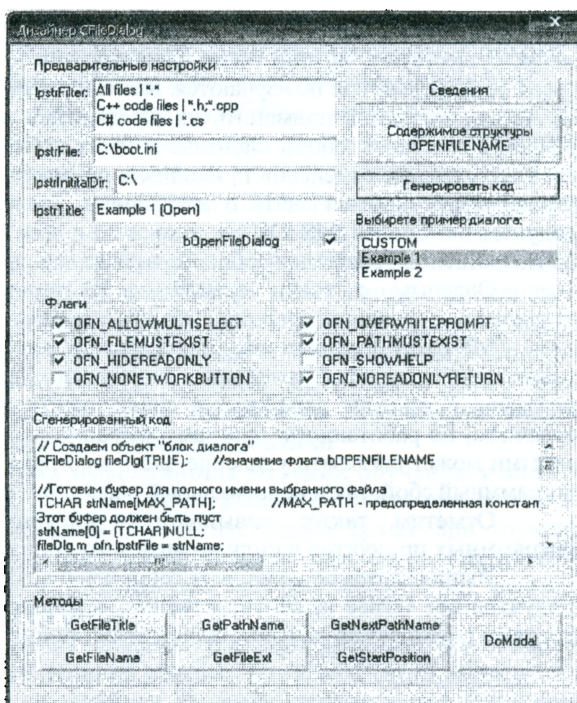 Дизайнер CFileDialog
Предварительные настройки
lpstrFilter:
All files | *.*
C++ code files | *.h;*.cpp
C# code files | *.cs
lpstrFile: C:\boot.ini
lpstrInititalDir: C:\
lpstrTitle: Example 1 (Open)
bOpenFileDialog
Сведения
Содержимое структуры
OPENFILENAME
Генерировать код
Выбирете пример диалога:
CUSTOM
Example 1
Example 2
Флаги
OFN_ALLOWMULTISELECT
OFN_FILEMUSTEXIST
OFN_HIDEREADONLY
OFN_NONETWORKBUTTON
OFN_OVERWRITEPROMPT
OFN_PATHMUSTEXIST
OFN_SHOWHELP
OFN_NOREADONLYRETURN
Сгенерированный код
// Создаем объект "блок диалога"
CFileDialog fileDlg(TRUE); //значение флага bOPENFILENAME
//Готовим буфер для полного имени выбранного файла
TCHAR strName[MAX_PATH]; //MAX_PATH - предопределенная констант
Этот буфер должен быть пуст
strName[0] = (TCHAR)NULL;
fileDlg.m_ofn.lpstrFile = strName;
Методы
GetFileTitle
GetPathName
GetNextPathName
DoModal
GetFileName
GetFileExt
GetStartPosition